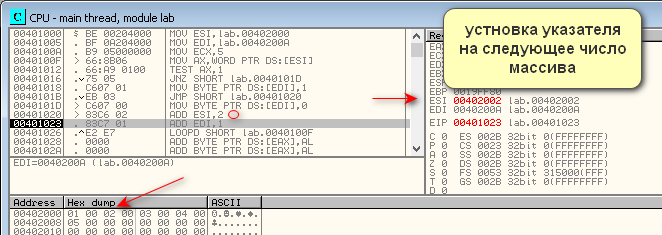 CPU - main thread, module lab
00401000 $ BE 00204000 MOV ESI,lab.00402000
00401005 . BF 0A204000 MOV EDI,lab.0040200A
0040100A . B9 05000000 MOV ECX,5
0040100F > 66:8B06 MOV AX,WORD PTR DS:[ESI]
00401012 . 66:A9 0100 TEST AX,1
00401016 . 75 05 JNZ SHORT lab.0040101D
00401018 . C607 01 MOV BYTE PTR DS:[EDI],1
0040101B . EB 03 JMP SHORT lab.00401020
0040101D > C607 00 MOV BYTE PTR DS:[EDI],0
00401020 > 83C6 02 ADD ESI,2
00401023 . 83C7 01 ADD EDI,1
00401026 .^E2 E7 LOOPD SHORT lab.0040100F
00401028 . 0000 ADD BYTE PTR DS:[EAX],AL
0040102A . 0000 ADD BYTE PTR DS:[EAX],AL
EDI=0040200A (lab.0040200A)
Address Hex dump ASCII
00402000 01 00 02 00 03 00 04 00
00402008 05 00 00 00 00 00 00 00
00402010 00 00 00 00 00 00 00 00
устновка указателя
на следующее число
массива
EBP 0019FF80
ESI 00402002 lab.00402002
EDI 0040200A lab.0040200A
EIP 00401023 lab.00401023
C 0 ES 002B 32bit 0(FFFFFFFF)
P 0 CS 0023 32bit 0(FFFFFFFF)
A 0 SS 002B 32bit 0(FFFFFFFF)
Z 0 DS 002B 32bit 0(FFFFFFFF)
S 0 FS 0053 32bit 315000(FFF)
T 0 GS 002B 32bit 0(FFFFFFFF)
D 0